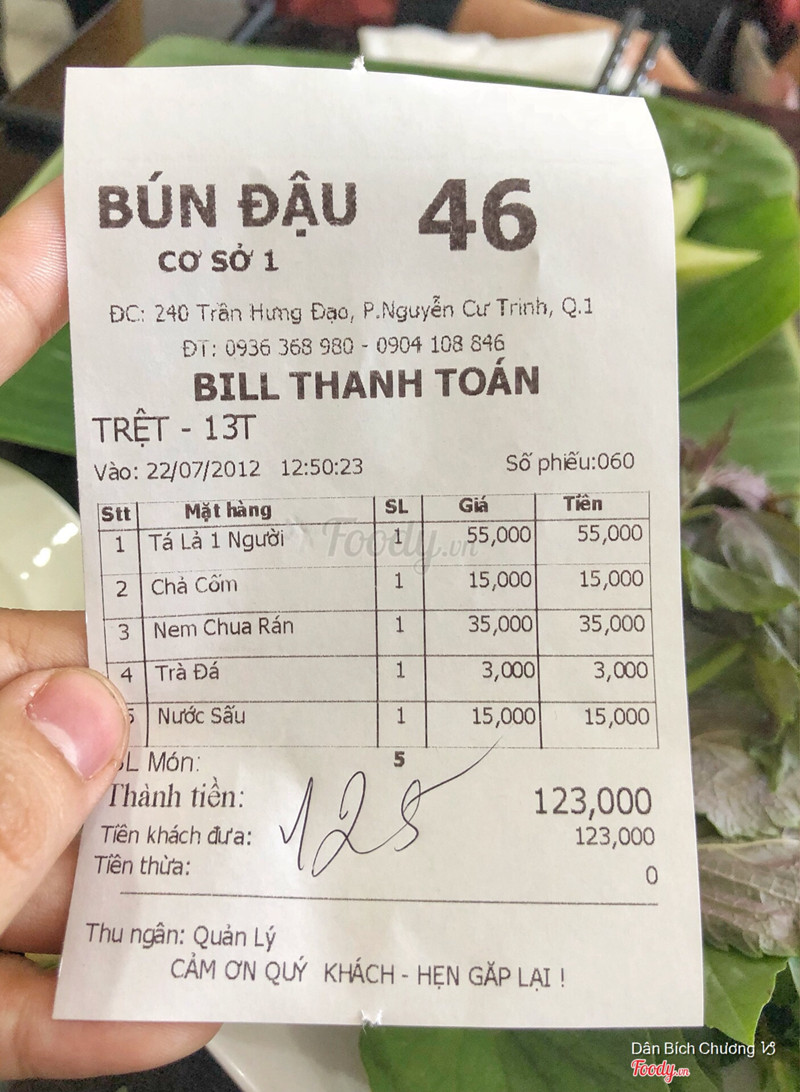 BÚN ĐẬU 46
CƠ SỞ 1
ĐC: 240 Trần Hưng Đạo, P.Nguyễn Cư Trinh, Q.1
ĐT: 0936 368 980 - 0904 108 846
BILL THANH TOÁN
TRỆT - 13T
Vào: 22/07/2012 12:50:23 Số phiếu:060
Stt Mặt hàng SL Giá Tiền
1 Tá Lả 1 Người 1 55,000 55,000
2 Chả Cốm 1 15,000 15,000
3 Nem Chua Rán 1 35,000 35,000
4 Trà Đá 1 3,000 3,000
5 Nước Sấu 1 15,000 15,000
SL Món: 5
Thành tiền: 123,000
125
Tiền khách đưa: 123,000
Tiền thừa: 0
Thu ngân: Quản Lý
CẢM ƠN QUÝ KHÁCH - HẸN GẶP LẠI !
Foody.vn
Dân Bích Chương
Foody.vn